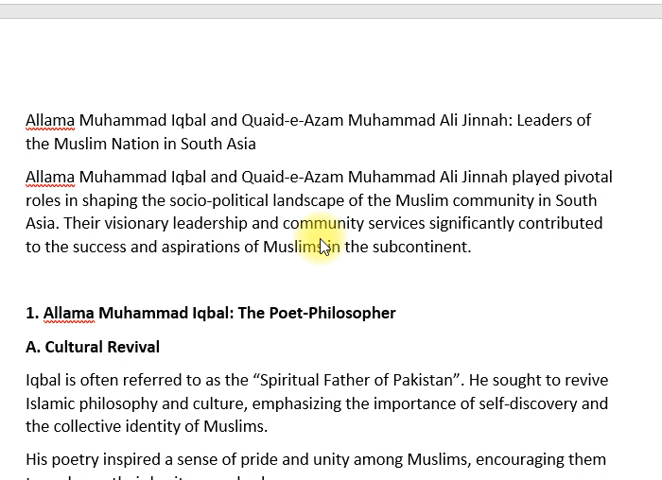 Allama Muhammad Iqbal and Quaid-e-Azam Muhammad Ali Jinnah: Leaders of
the Muslim Nation in South Asia
Allama Muhammad Iqbal and Quaid-e-Azam Muhammad Ali Jinnah played pivotal
roles in shaping the socio-political landscape of the Muslim community in South
Asia. Their visionary leadership and community services significantly contributed
to the success and aspirations of Muslims in the subcontinent.
1. Allama Muhammad Iqbal: The Poet-Philosopher
A. Cultural Revival
Iqbal is often referred to as the “Spiritual Father of Pakistan”. He sought to revive
Islamic philosophy and culture, emphasizing the importance of self-discovery and
the collective identity of Muslims.
His poetry inspired a sense of pride and unity among Muslims, encouraging them